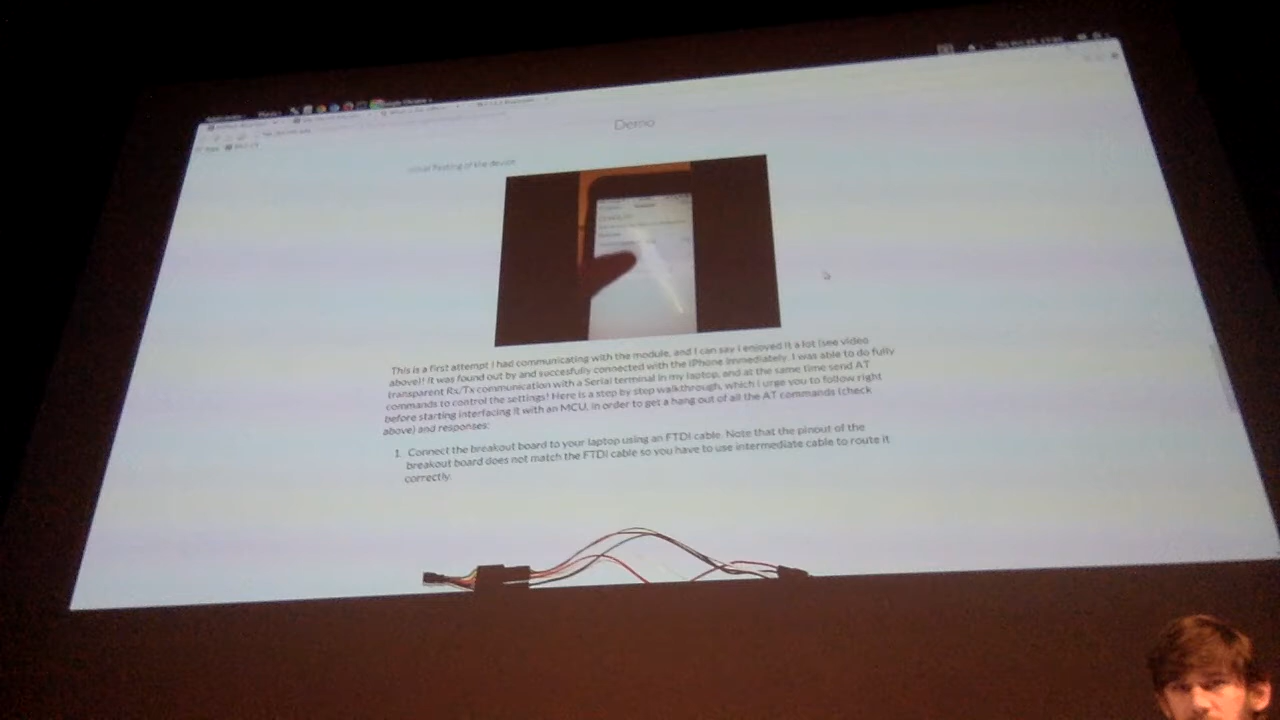 Demo
Testing of the device
This is a first attempt I had communicating with the module, and I can say i enjoyed it a lot (see video
above)! It was found out by and succesfully connected with the iPhone immediately. I was able to do fully
transparent Rx/Tx communication with a Serial terminal in my laptop, and at the same time send AT
commands to control the settings! Here is a step by step walkthrough, which I urge you to follow right
before starting interfacing it with an MCU, in order to get a hang out of all the AT commands (check
above) and responses:
1. Connect the breakout board to your laptop using an FTDI cable. Note that the pinout of the
breakout board does not match the FTDI cable so you have to use intermediate cable to route it
correctly.